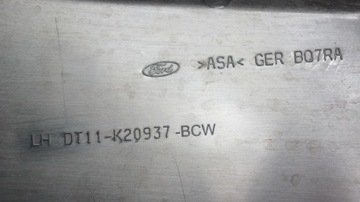 Ford >ASA< GER B07RA
LH DT11-K20937-BCW